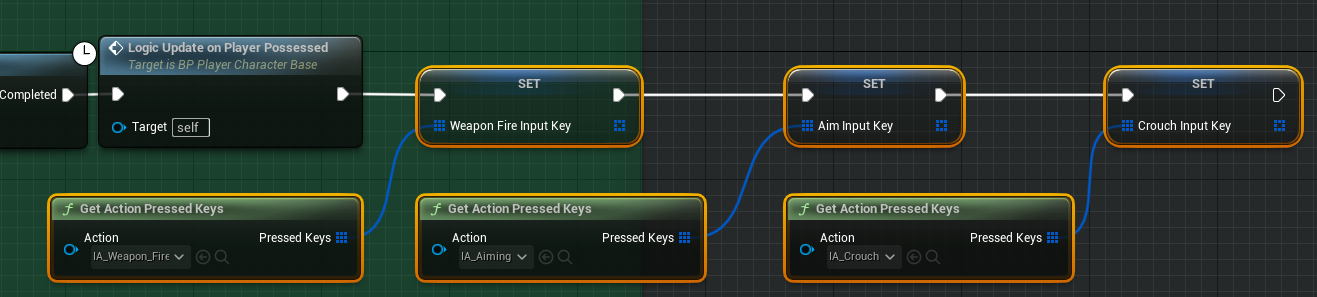 Completed
Logic Update on Player Possessed
Target is BP Player Character Base
Target self
SET
Weapon Fire Input Key
SET
Aim Input Key
SET
Crouch Input Key
f Get Action Pressed Keys
Action
Pressed Keys
IA_Weapon_Fire
f Get Action Pressed Keys
Action
Pressed Keys
IA_Aiming
f Get Action Pressed Keys
Action
Pressed Keys
IA_Crouch